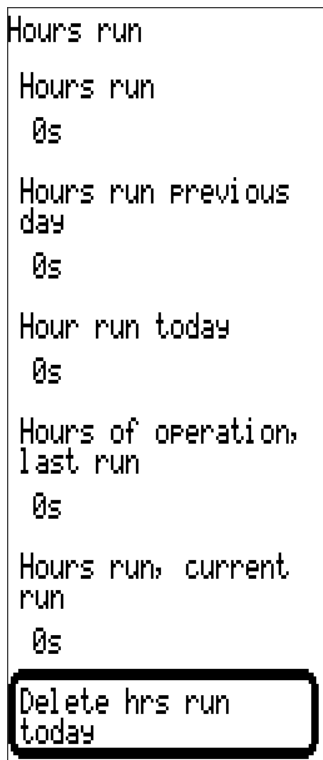 Hours run
Hours run
0s
Hours run previous
day
0s
Hour run today
0s
Hours of operation,
last run
0s
Hours run, current
run
0s
Delete hrs run
today